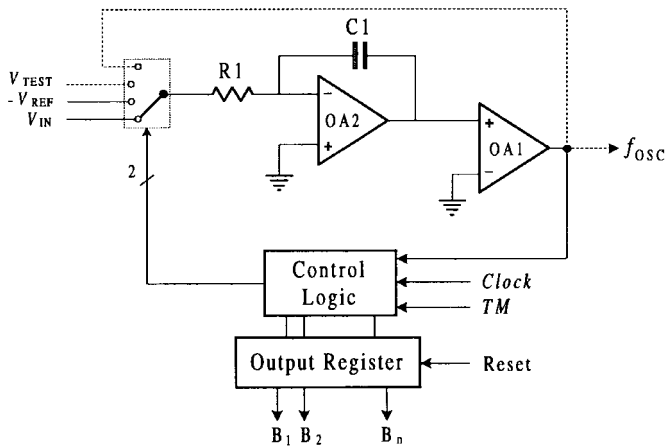 C1
R1
V_TEST
-V_REF
V_IN
−
OA2
+
+
OA1
−
f_OSC
2
Control
Logic
Clock
TM
Output Register
Reset
B_1 B_2 B_n